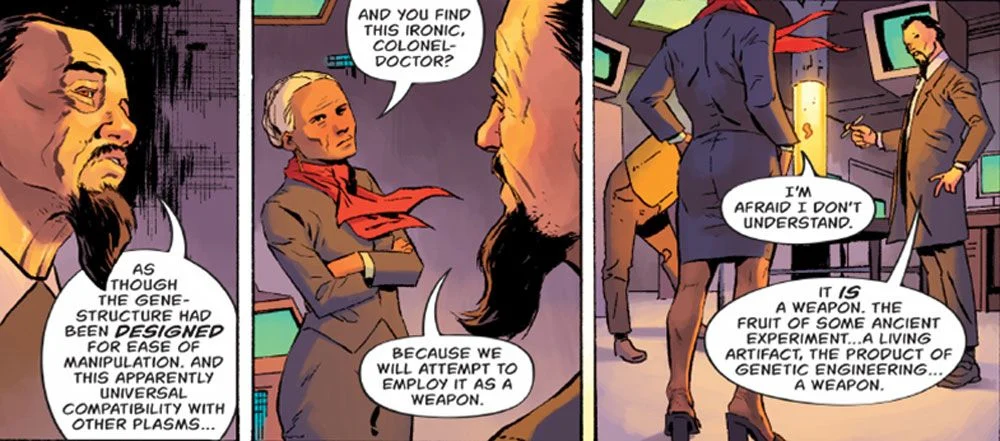 AS
THOUGH
THE GENE-
STRUCTURE HAD
BEEN DESIGNED
FOR EASE OF
MANIPULATION. AND
THIS APPARENTLY
UNIVERSAL
COMPATIBILITY WITH
OTHER PLASMS...
AND YOU FIND
THIS IRONIC,
COLONEL-
DOCTOR?
BECAUSE WE
WILL ATTEMPT TO
EMPLOY IT AS A
WEAPON.
I'M
AFRAID I DON'T
UNDERSTAND.
IT IS
A WEAPON. THE
FRUIT OF SOME ANCIENT
EXPERIMENT...A LIVING
ARTIFACT, THE PRODUCT OF
GENETIC ENGINEERING...
A WEAPON.